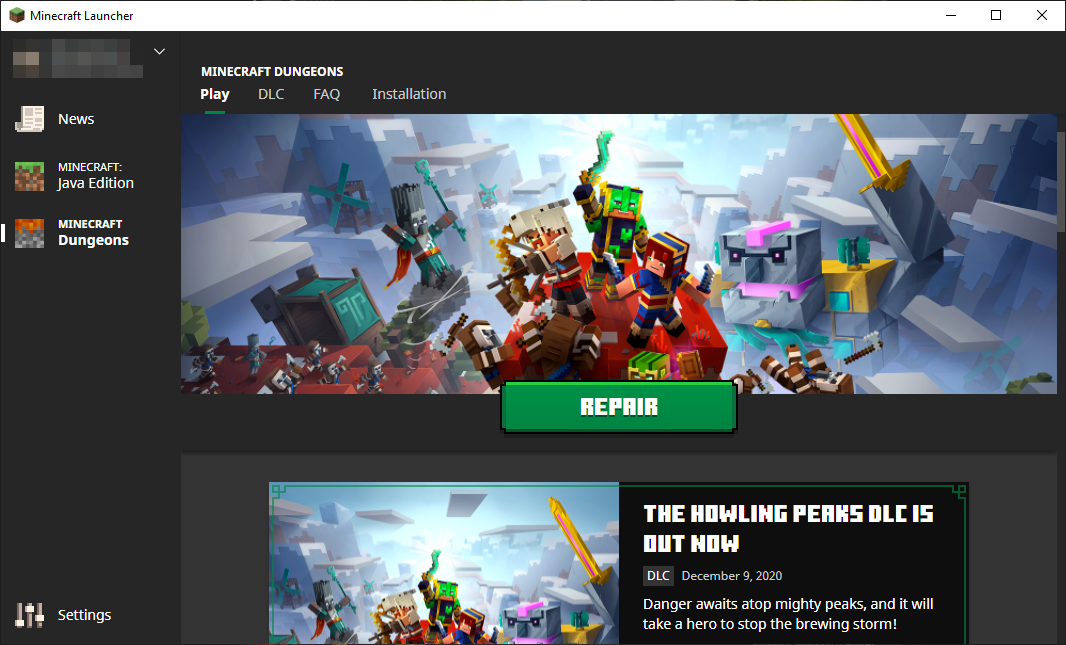 Minecraft Launcher
News
MINECRAFT:
Java Edition
MINECRAFT
Dungeons
Settings
MINECRAFT DUNGEONS
Play DLC FAQ Installation
REPAIR
THE HOWLING PEAKS DLC IS
OUT NOW
DLC December 9, 2020
Danger awaits atop mighty peaks, and it will
take a hero to stop the brewing storm!